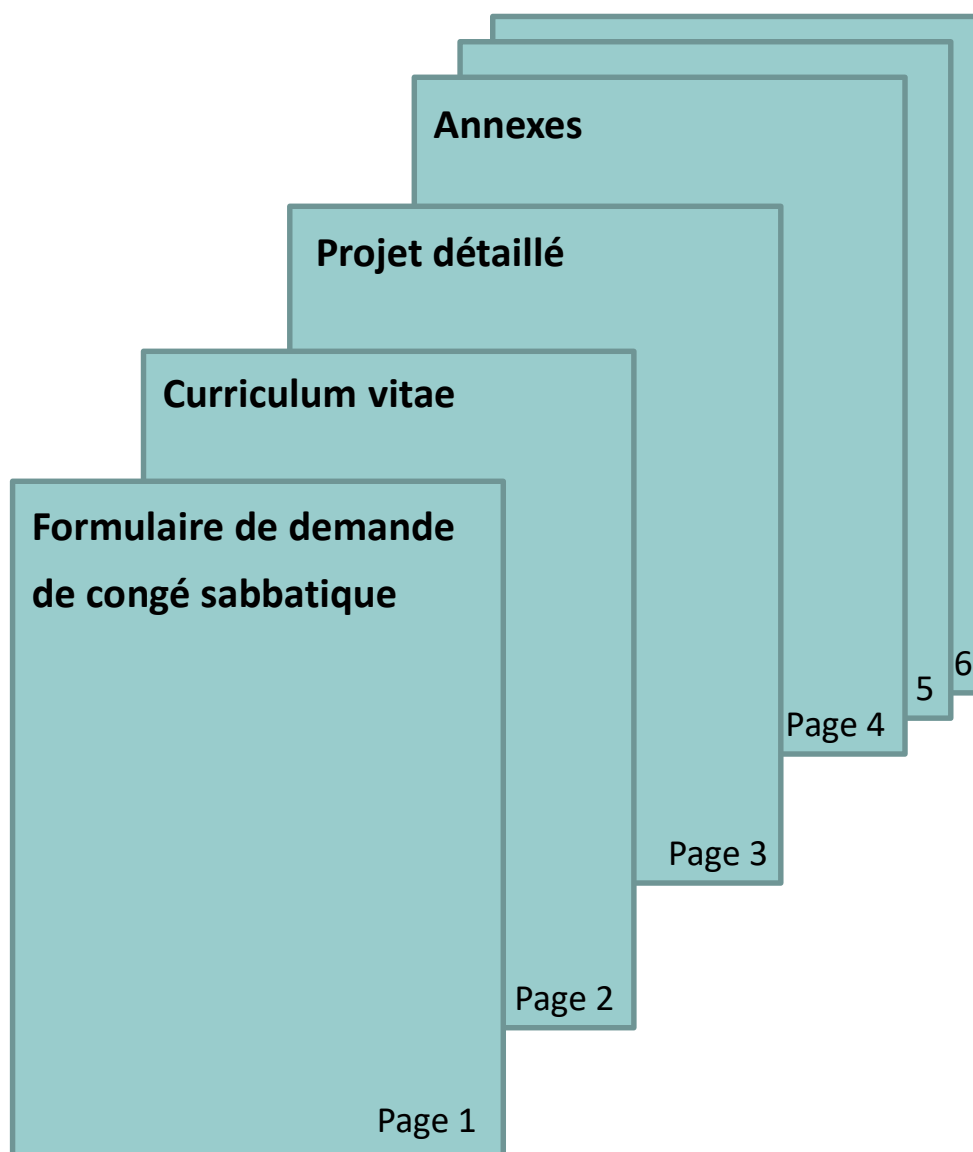 Annexes
Projet détaillé
Curriculum vitae
Formulaire de demande
de congé sabbatique
6
5
Page 4
Page 3
Page 2
Page 1